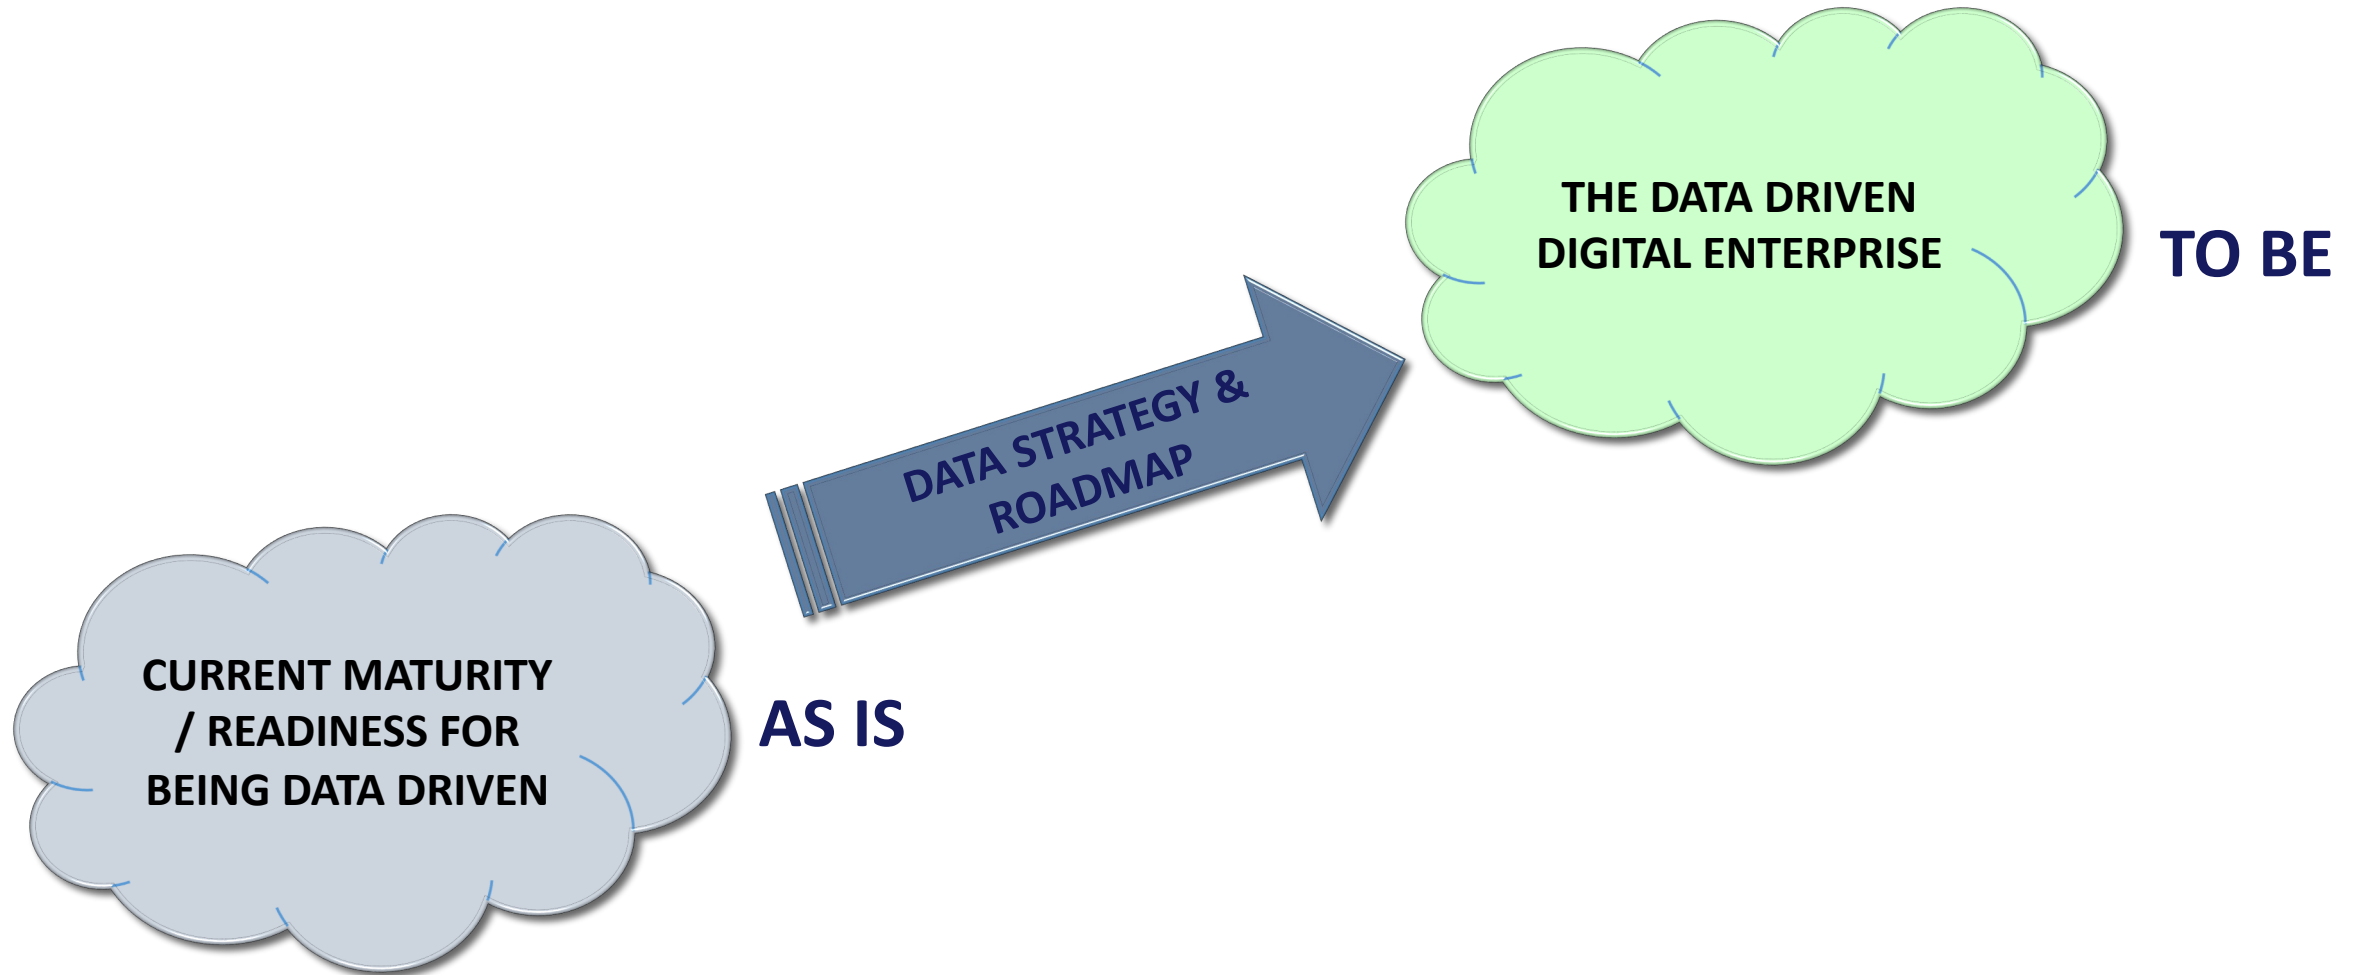 THE DATA DRIVEN
DIGITAL ENTERPRISE
TO BE
DATA STRATEGY &
ROADMAP
CURRENT MATURITY
/ READINESS FOR
BEING DATA DRIVEN
AS IS